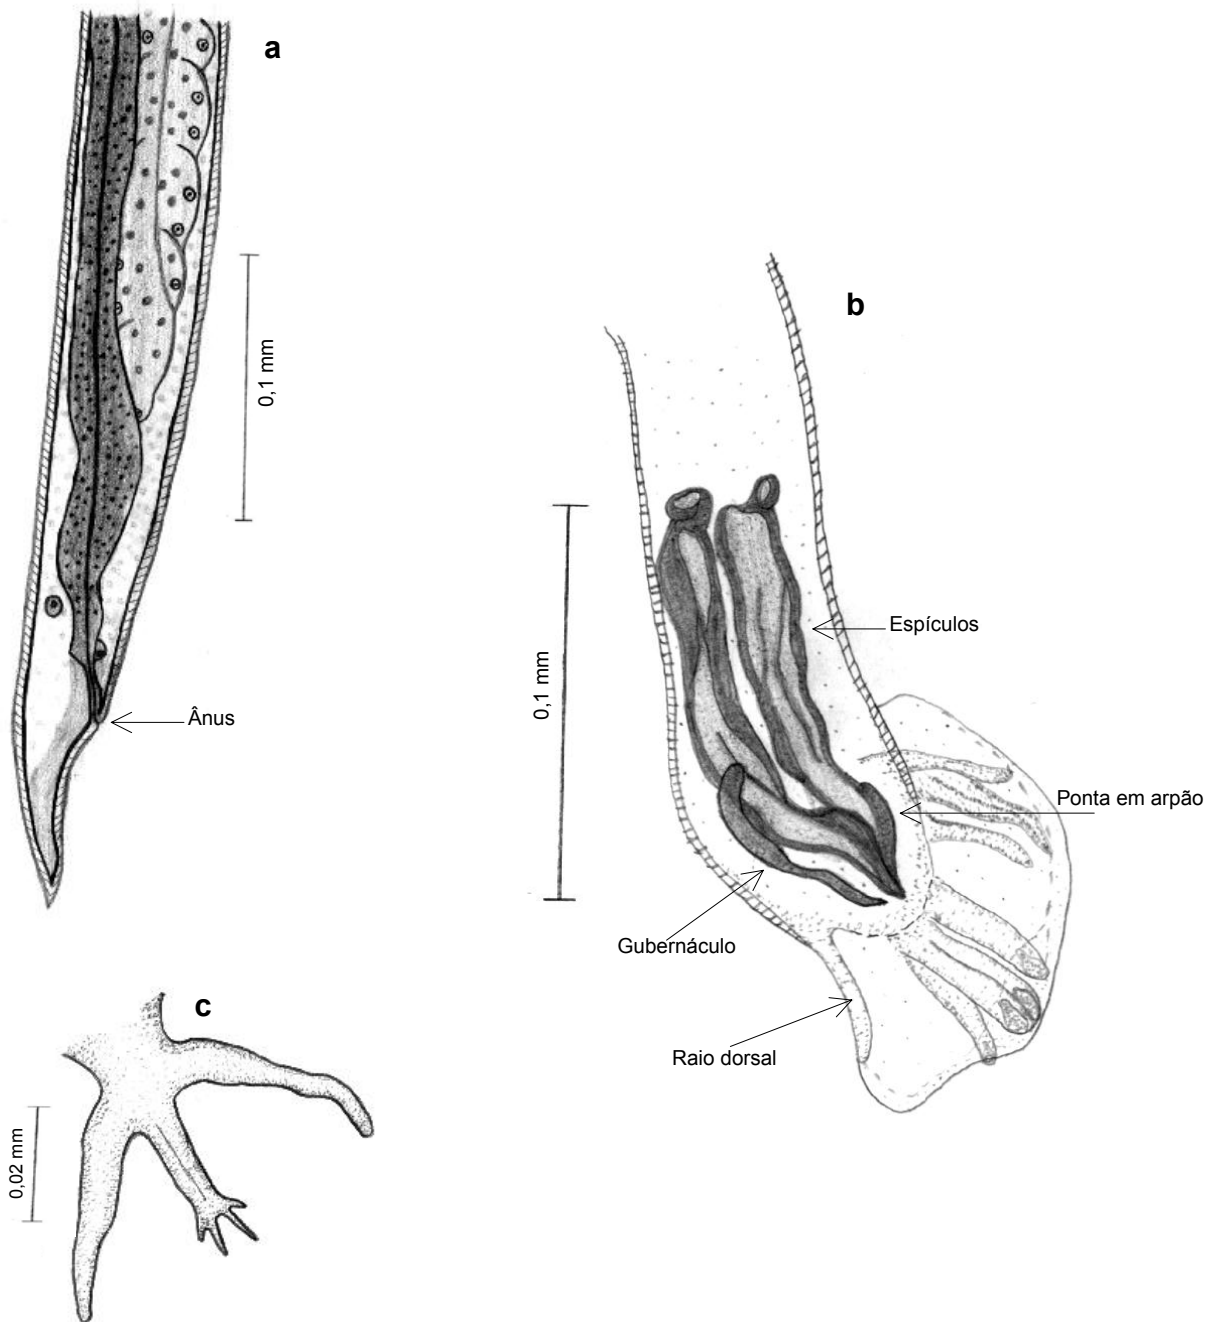 a
0,1 mm
Ânus
b
0,1 mm
Espículos
Ponta em arpão
Gubernáculo
Raio dorsal
c
0,02 mm